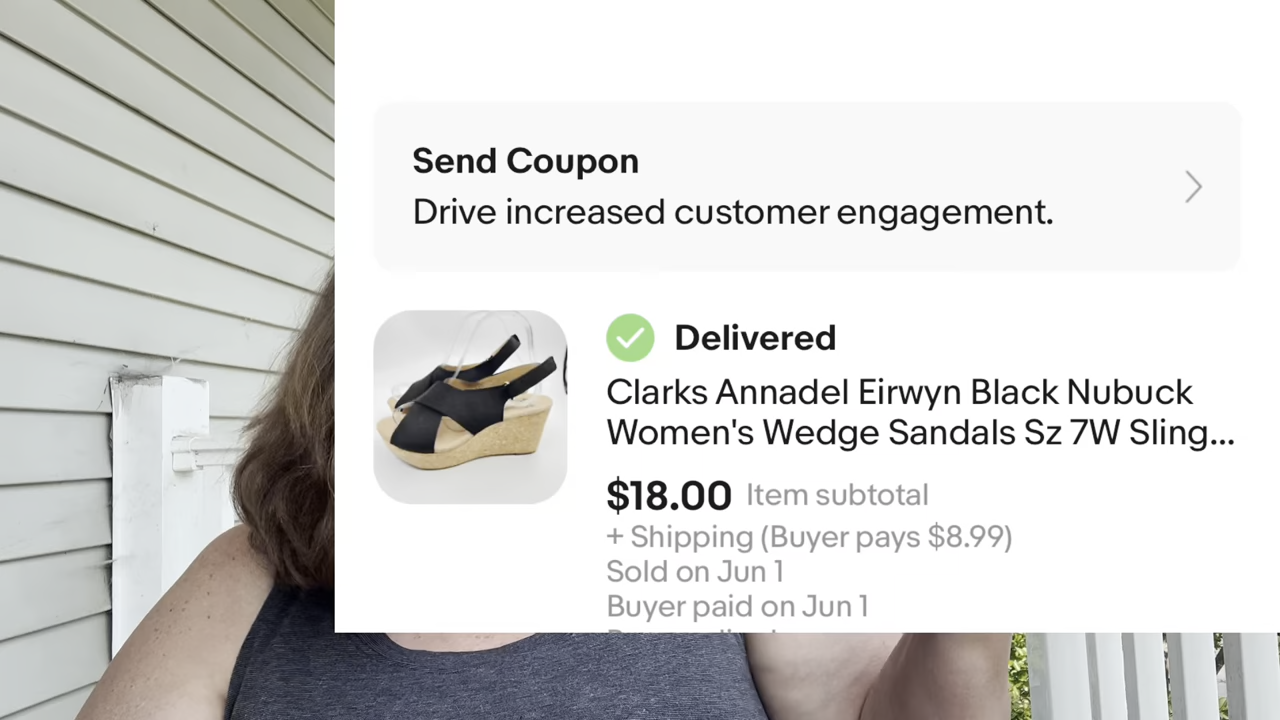 Send Coupon
Drive increased customer engagement.
Delivered
Clarks Annadel Eirwyn Black Nubuck
Women's Wedge Sandals Sz 7W Sling...
$18.00 Item subtotal
+ Shipping (Buyer pays $8.99)
Sold on Jun 1
Buyer paid on Jun 1